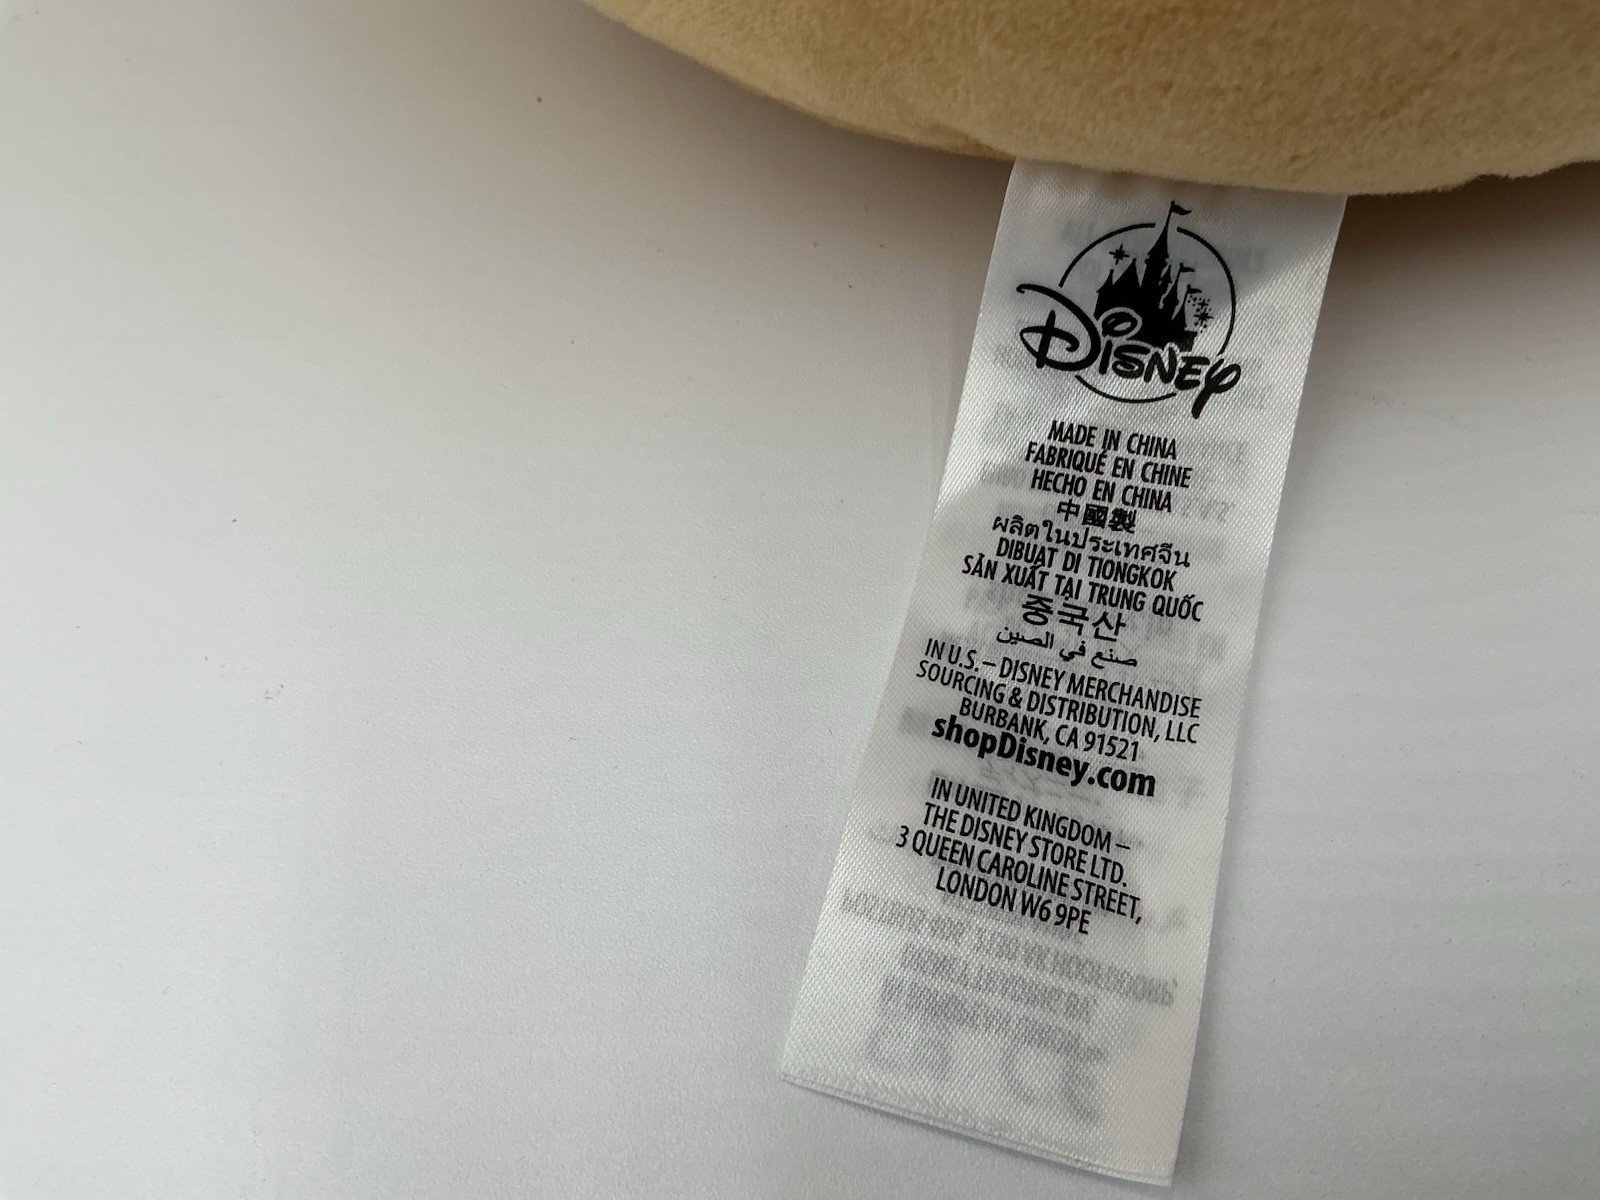 Disney
MADE IN CHINA
FABRIQUÉ EN CHINE
HECHO EN CHINA
中國製
ผลิตในประเทศจีน
DIBUAT DI TIONGKOK
SẢN XUẤT TẠI TRUNG QUỐC
중국산
صنع في الصين
IN U.S. – DISNEY MERCHANDISE
SOURCING & DISTRIBUTION, LLC
BURBANK, CA 91521
shopDisney.com
IN UNITED KINGDOM –
THE DISNEY STORE LTD.
3 QUEEN CAROLINE STREET,
LONDON W6 9PE